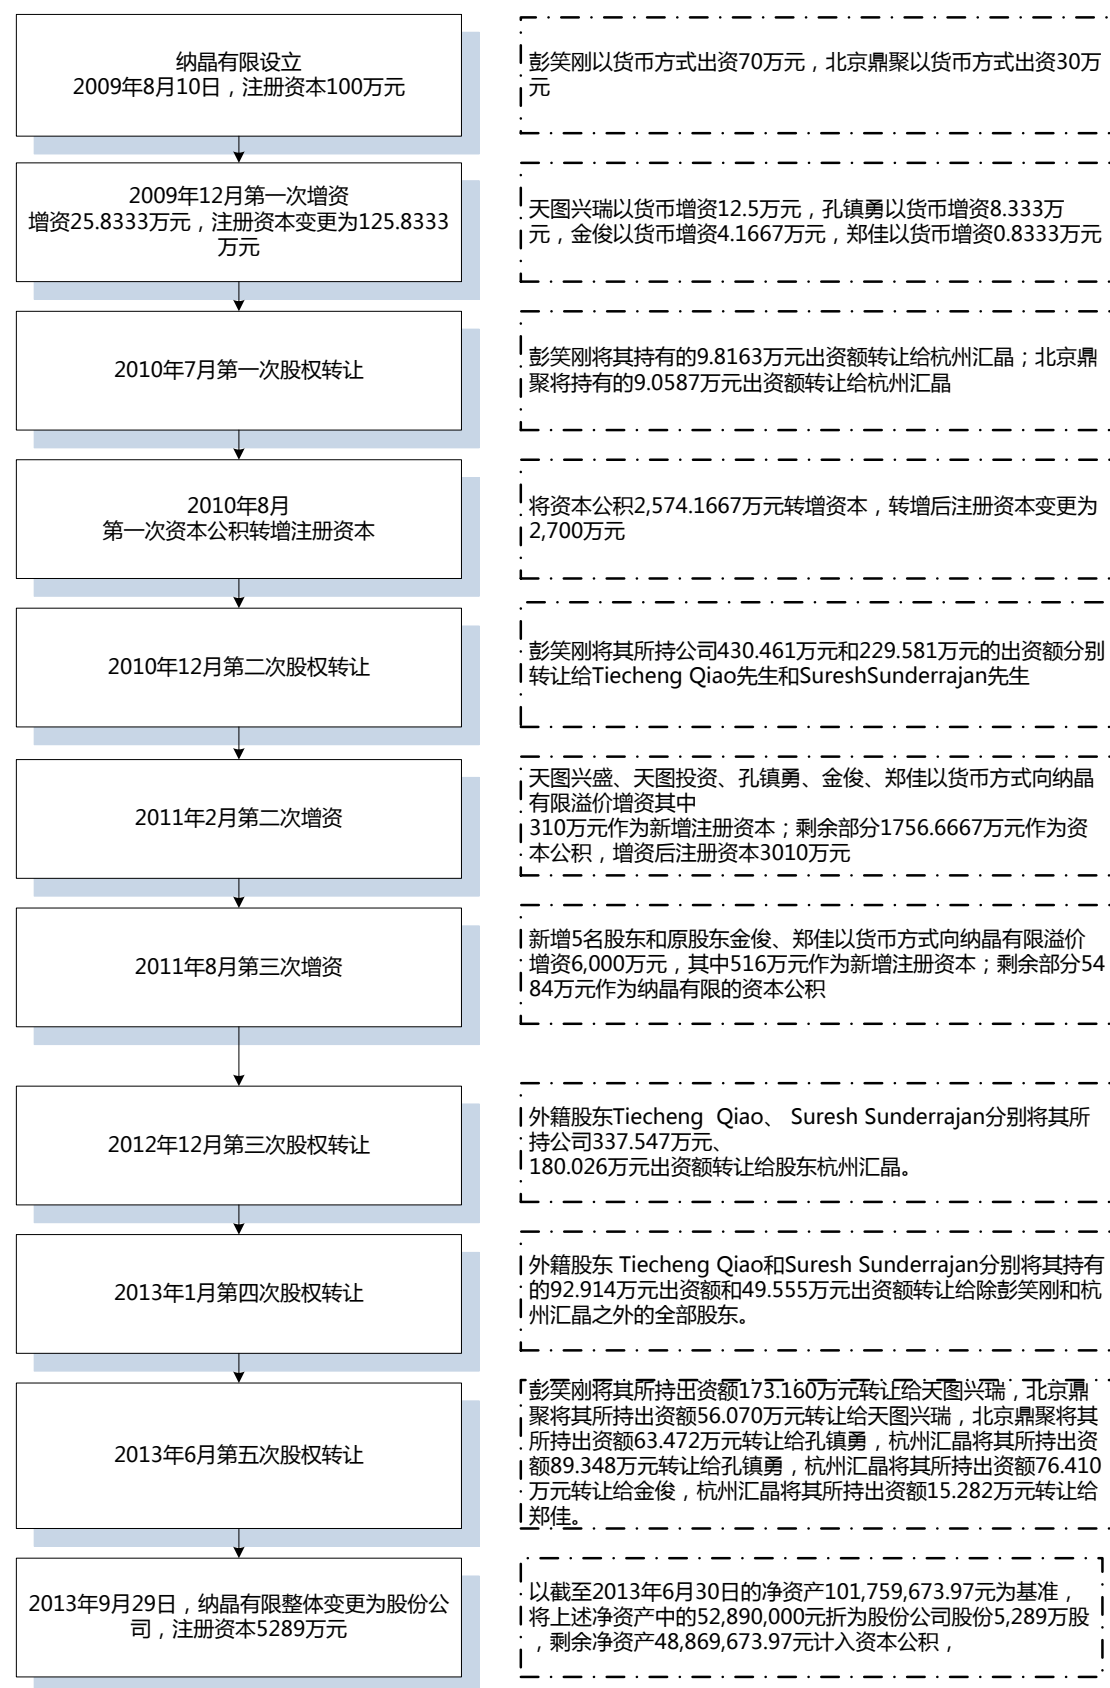 纳晶有限设立
2009年8月10日，注册资本100万元
彭笑刚以货币方式出资70万元，北京鼎聚以货币方式出资30万
元
2009年12月第一次增资
增资25.8333万元，注册资本变更为125.8333
万元
天图兴瑞以货币增资12.5万元，孔镇勇以货币增资8.333万
元，金俊以货币增资4.1667万元，郑佳以货币增资0.8333万元
2010年7月第一次股权转让
彭笑刚将其持有的9.8163万元出资额转让给杭州汇晶；北京鼎
聚将持有的9.0587万元出资额转让给杭州汇晶
2010年8月
第一次资本公积转增注册资本
将资本公积2,574.1667万元转增资本，转增后注册资本变更为
2,700万元
2010年12月第二次股权转让
彭笑刚将其所持公司430.461万元和229.581万元的出资额分别
转让给Tiecheng Qiao先生和SureshSunderrajan先生
2011年2月第二次增资
天图兴盛、天图投资、孔镇勇、金俊、郑佳以货币方式向纳晶
有限溢价增资其中
310万元作为新增注册资本；剩余部分1756.6667万元作为资
本公积，增资后注册资本3010万元
2011年8月第三次增资
新增5名股东和原股东金俊、郑佳以货币方式向纳晶有限溢价
增资6,000万元，其中516万元作为新增注册资本；剩余部分54
84万元作为纳晶有限的资本公积
2012年12月第三次股权转让
外籍股东Tiecheng  Qiao、 Suresh Sunderrajan分别将其所
持公司337.547万元、
180.026万元出资额转让给股东杭州汇晶。
2013年1月第四次股权转让
外籍股东 Tiecheng Qiao和Suresh Sunderrajan分别将其持有
的92.914万元出资额和49.555万元出资额转让给除彭笑刚和杭
州汇晶之外的全部股东。
2013年6月第五次股权转让
彭笑刚将其所持出资额173.160万元转让给天图兴瑞，北京鼎
聚将其所持出资额56.070万元转让给天图兴瑞，北京鼎聚将其
所持出资额63.472万元转让给孔镇勇，杭州汇晶将其所持出资
额89.348万元转让给孔镇勇，杭州汇晶将其所持出资额76.410
万元转让给金俊，杭州汇晶将其所持出资额15.282万元转让给
郑佳。
2013年9月29日，纳晶有限整体变更为股份公
司，注册资本5289万元
以截至2013年6月30日的净资产101,759,673.97元为基准，
将上述净资产中的52,890,000元折为股份公司股份5,289万股
，剩余净资产48,869,673.97元计入资本公积，